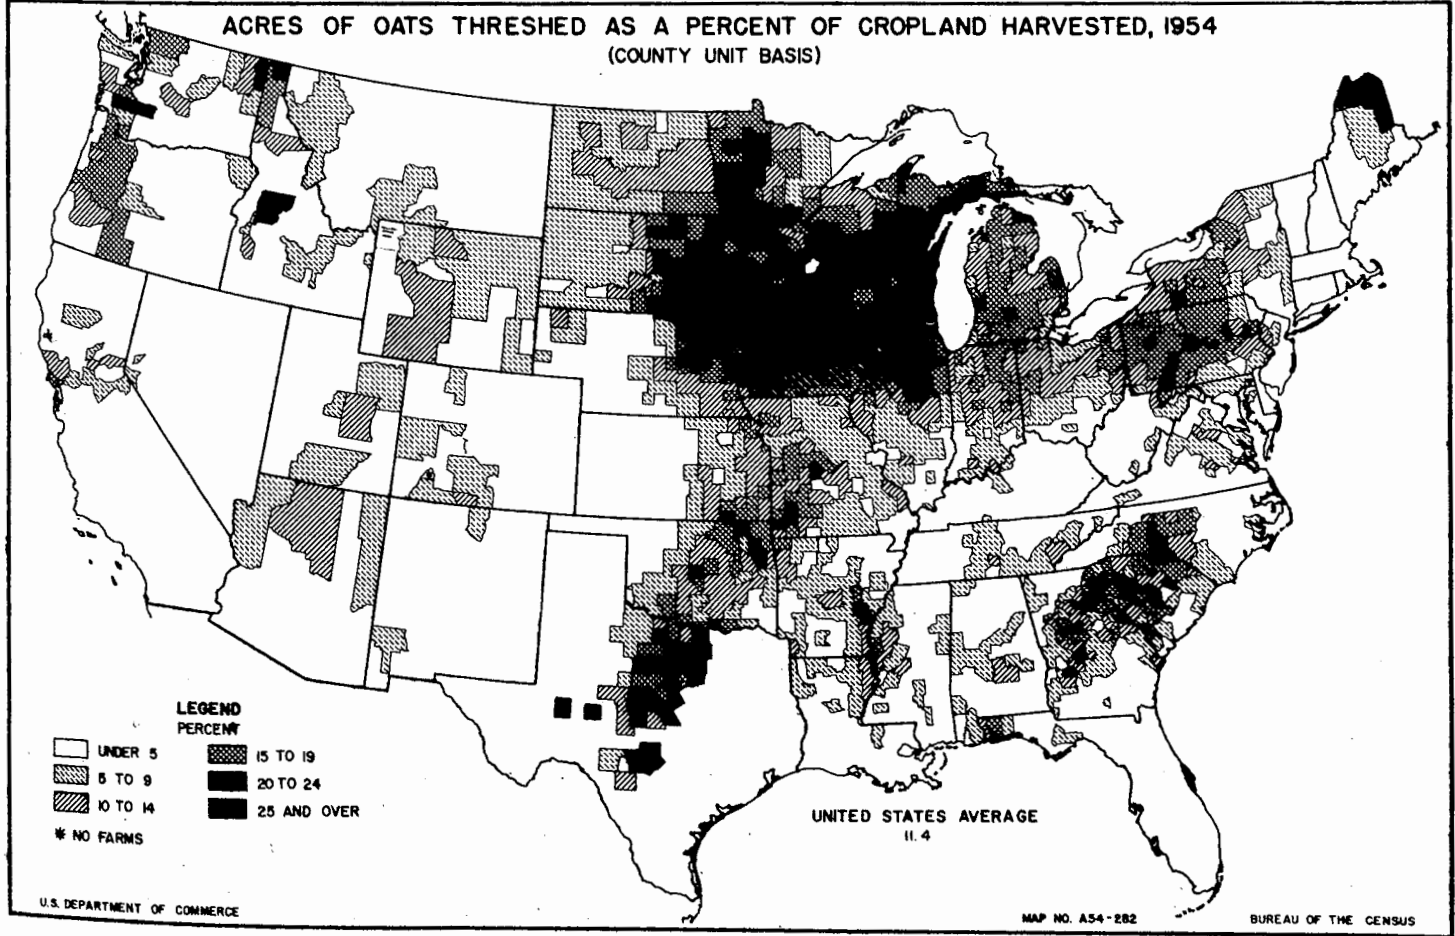 ACRES OF OATS THRESHED AS A PERCENT OF CROPLAND HARVESTED, 1954
(COUNTY UNIT BASIS)
LEGEND
PERCENT
UNDER 5
5 TO 9
10 TO 14
* NO FARMS
15 TO 19
20 TO 24
25 AND OVER
UNITED STATES AVERAGE
11.4
U.S. DEPARTMENT OF COMMERCE
MAP NO. A54-282
BUREAU OF THE CENSUS